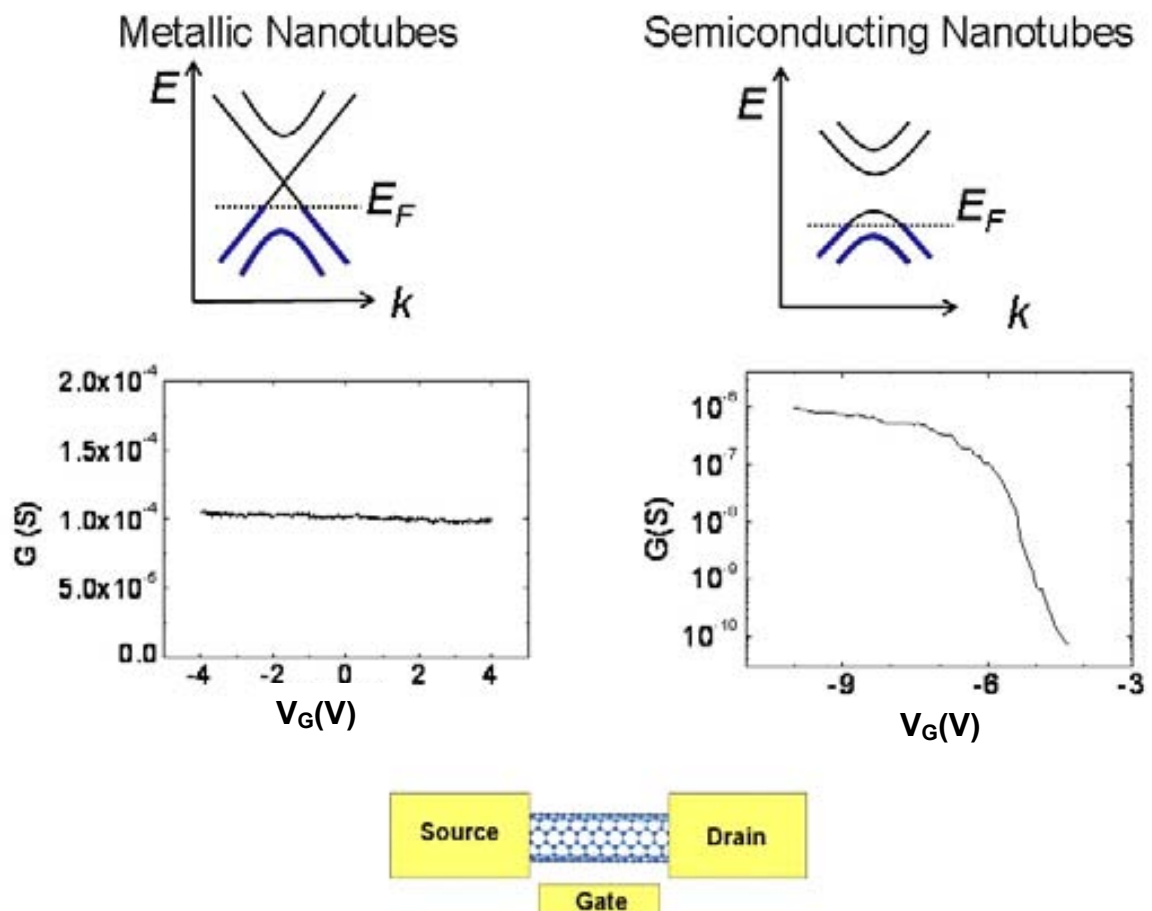 Metallic Nanotubes
E
E_F
k
2.0x10⁻⁴
1.5x10⁻⁴
1.0x10⁻⁴
5.0x10⁻⁵
0.0
G (S)
-4 -2 0 2 4
V_G(V)
Semiconducting Nanotubes
E
E_F
k
10⁻⁶
10⁻⁷
10⁻⁸
10⁻⁹
10⁻¹⁰
G(S)
-9 -6 -3
V_G(V)
Source
Drain
Gate